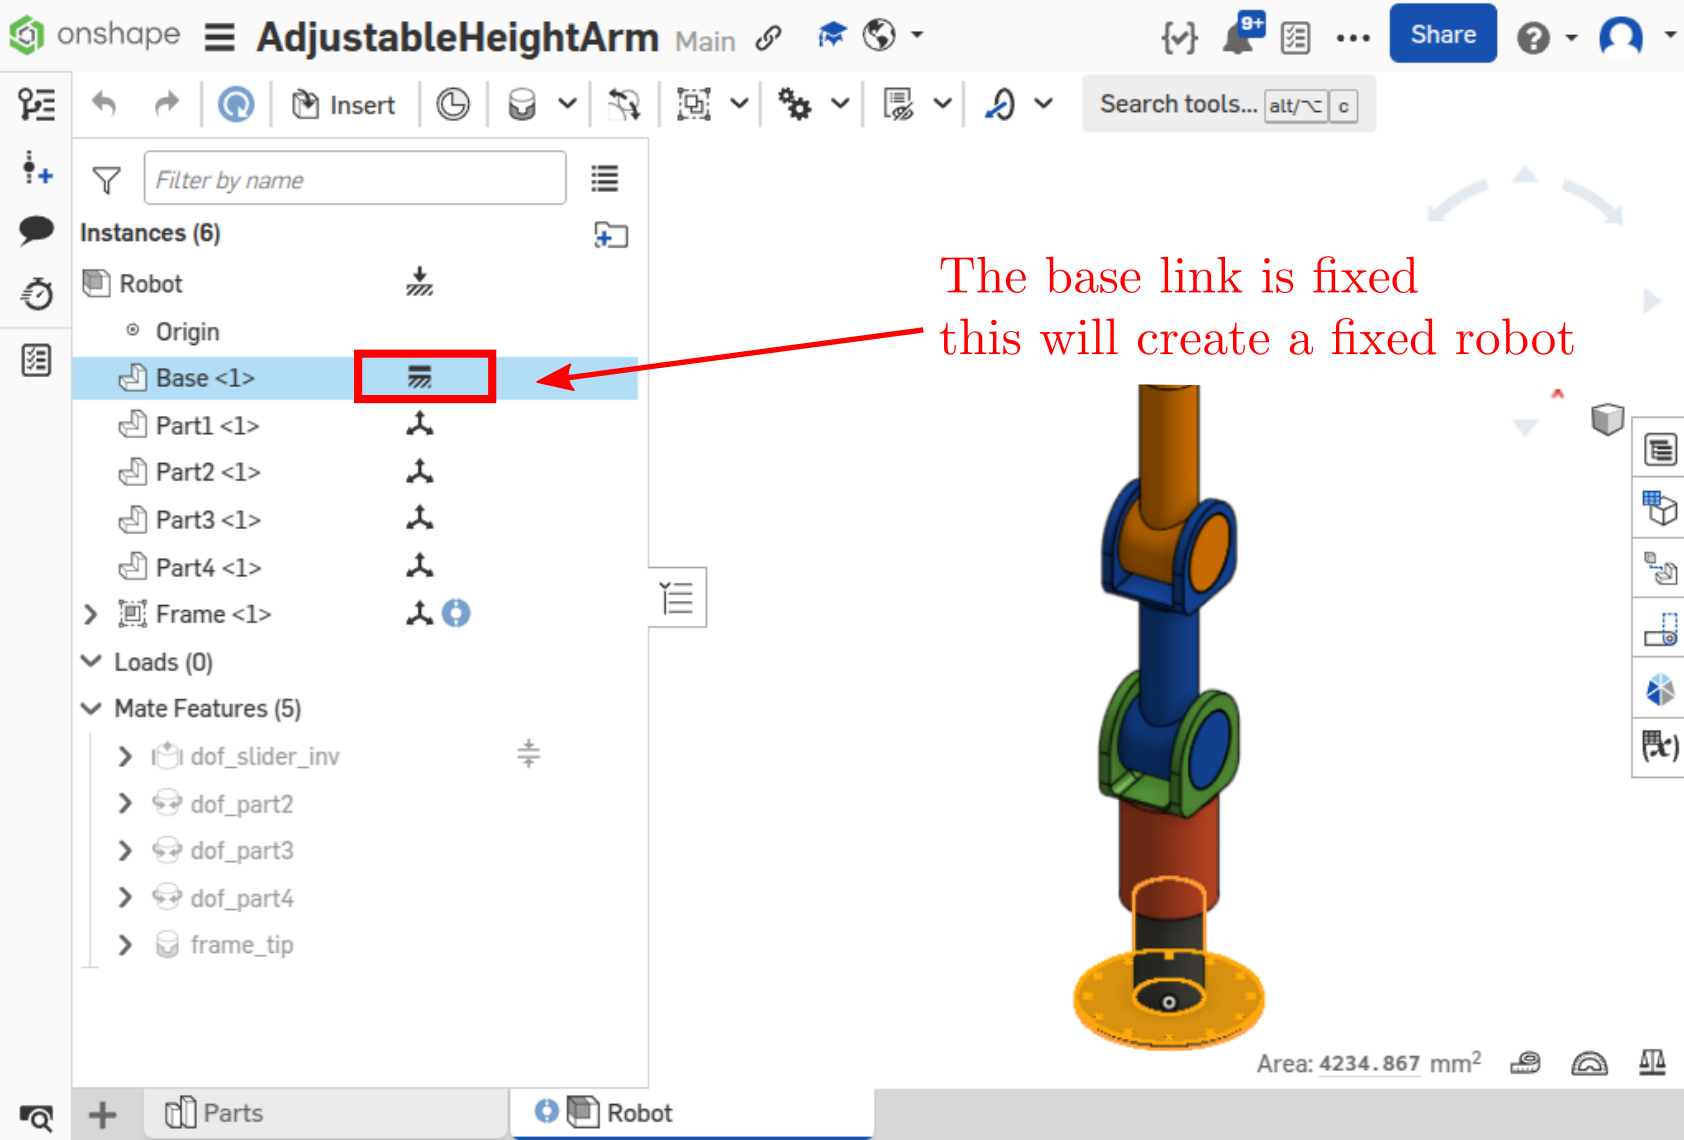 onshape AdjustableHeightArm Main 9+ Share
Insert Search tools... alt/⌥ c
Filter by name
Instances (6)
Robot
Origin
Base <1>
Part1 <1>
Part2 <1>
Part3 <1>
Part4 <1>
Frame <1>
Loads (0)
Mate Features (5)
dof_slider_inv
dof_part2
dof_part3
dof_part4
frame_tip
The base link is fixed
this will create a fixed robot
(x)
Area: 4234.867 mm²
Parts
Robot